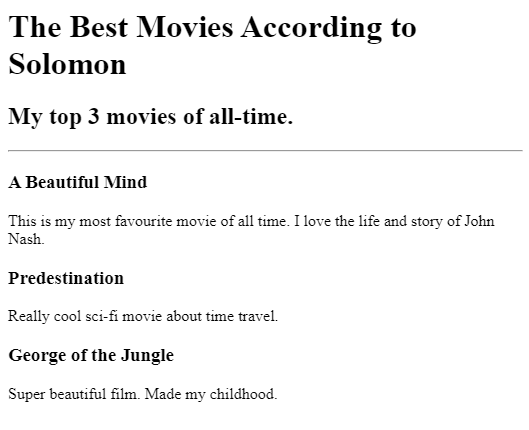 The Best Movies According to
Solomon
My top 3 movies of all-time.
A Beautiful Mind
This is my most favourite movie of all time. I love the life and story of John
Nash.
Predestination
Really cool sci-fi movie about time travel.
George of the Jungle
Super beautiful film. Made my childhood.